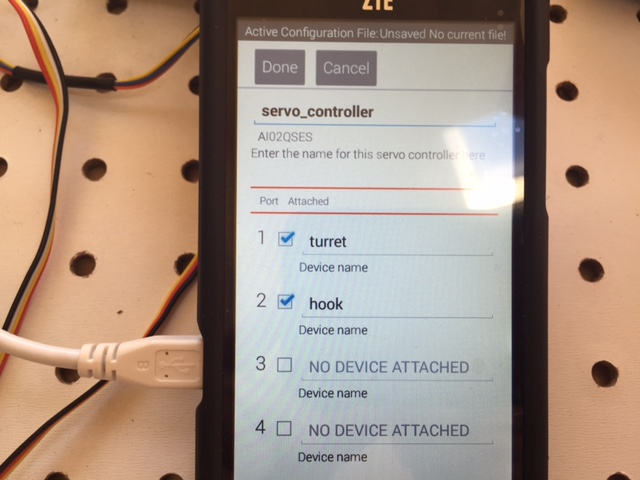 ZTE
Active Configuration File:Unsaved No current file!
Done Cancel
servo_controller
AI02QSES
Enter the name for this servo controller here
Port Attached
1 turret
Device name
2 hook
Device name
3 NO DEVICE ATTACHED
Device name
4 NO DEVICE ATTACHED
Device name
B